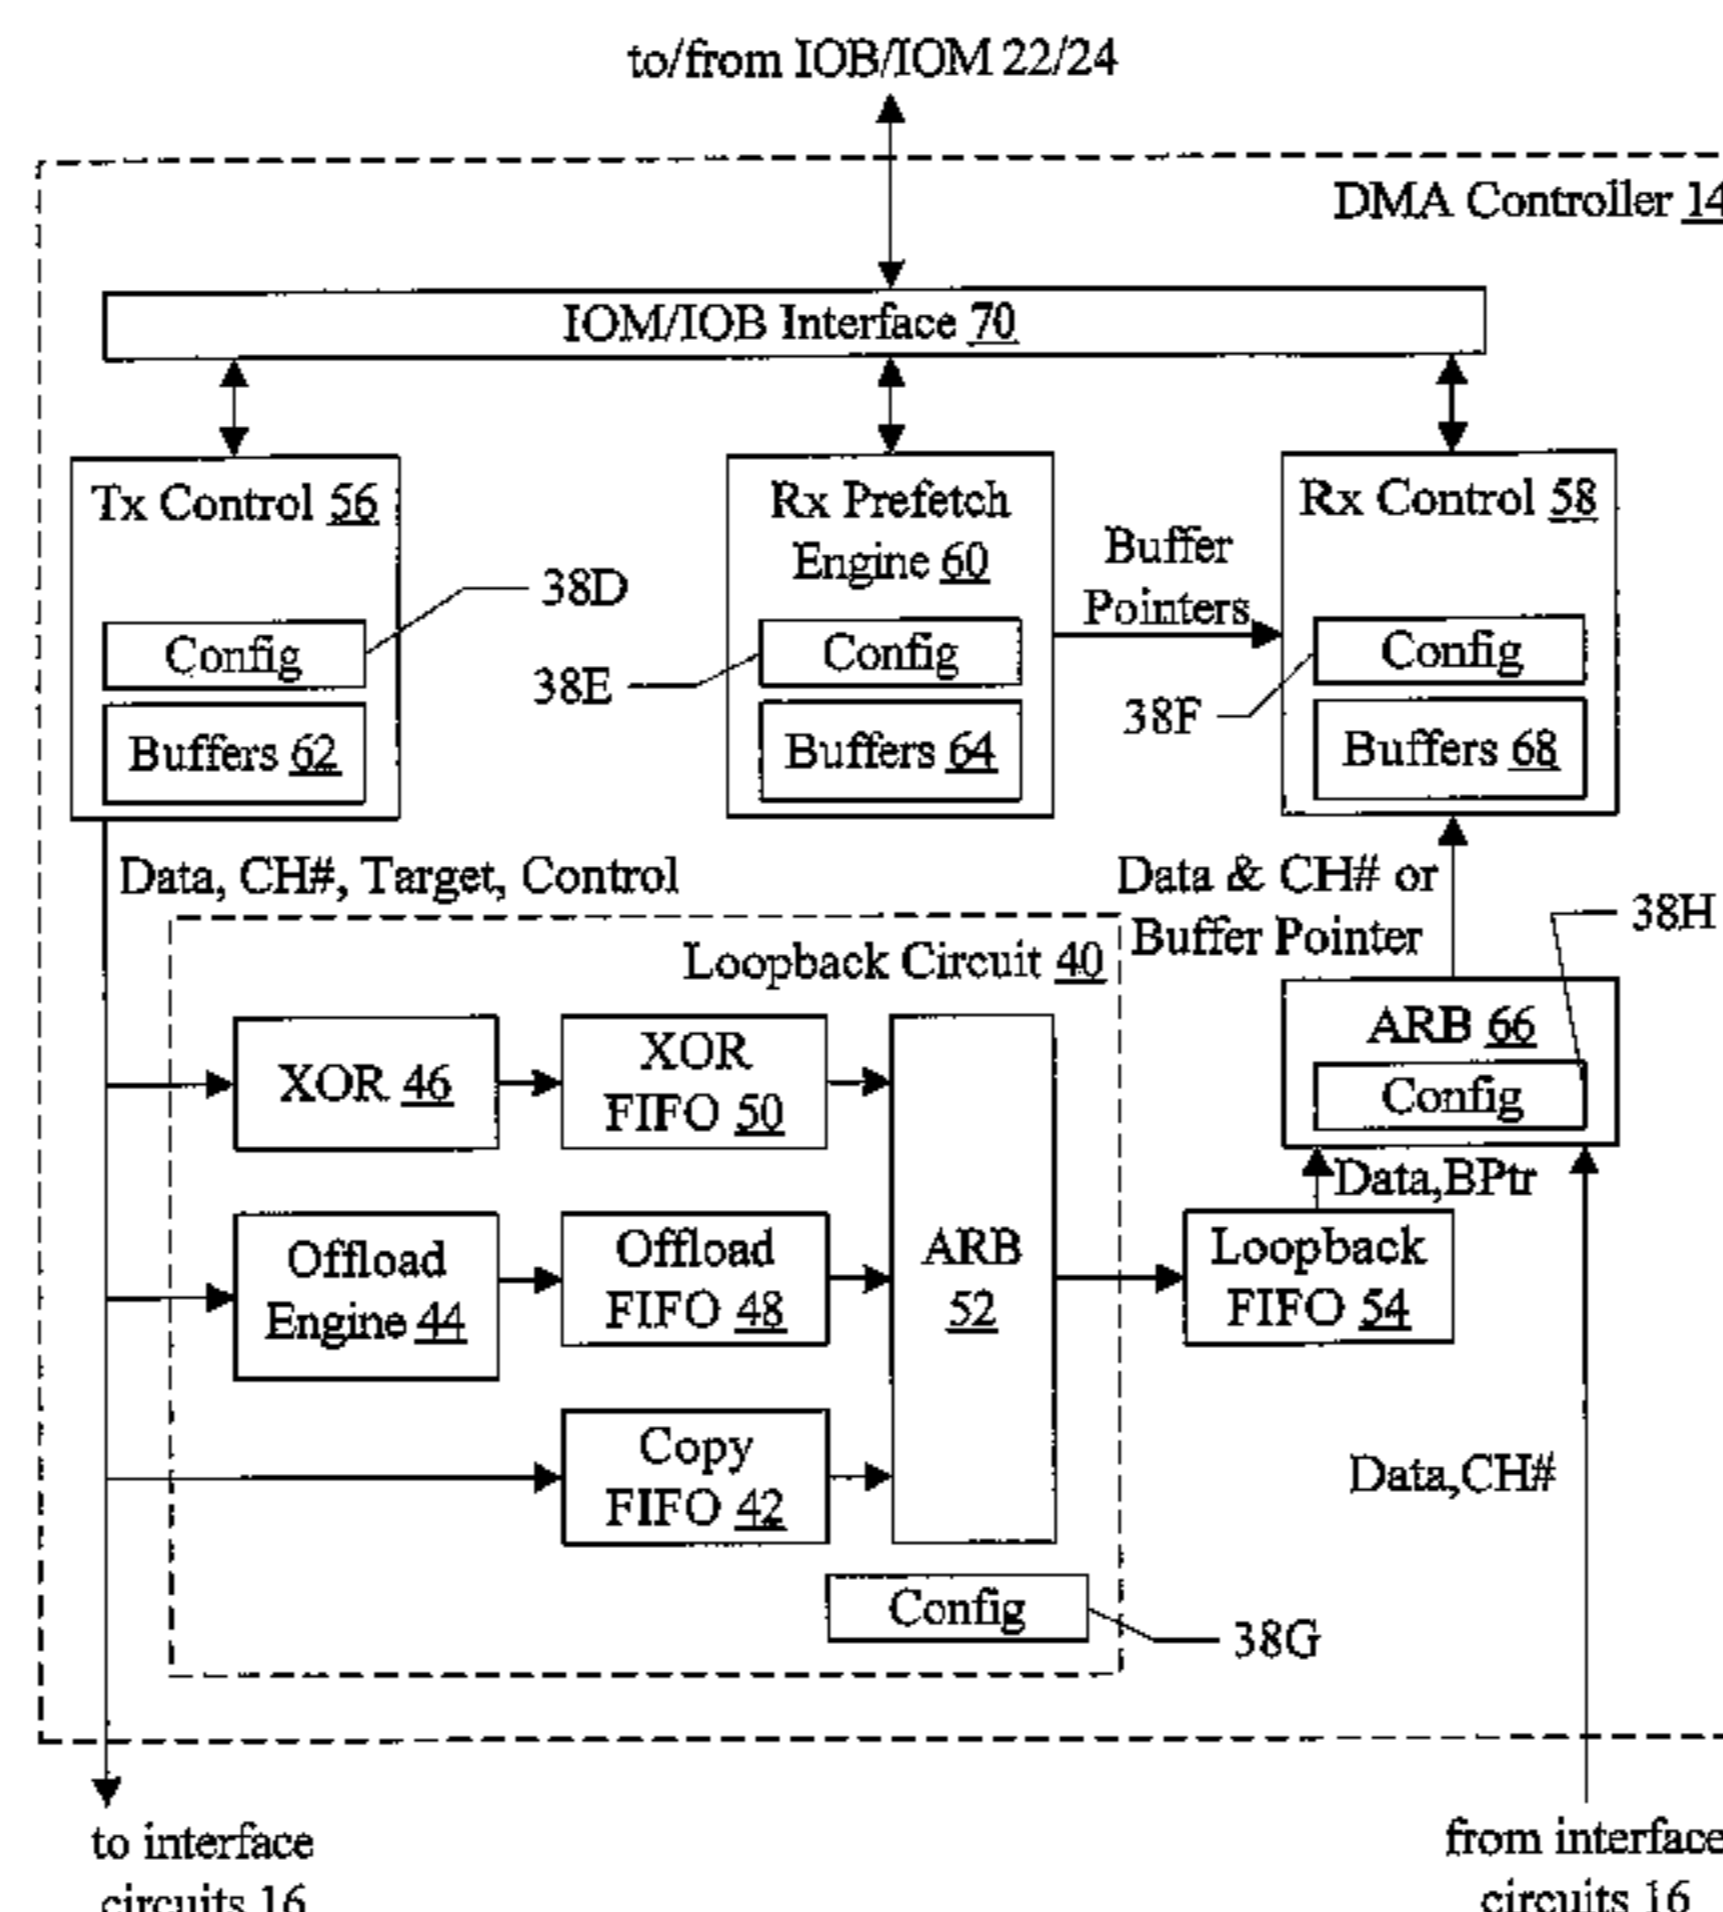 to/from IOB/IOM 22/24
DMA Controller 14
IOM/IOB Interface 70
Tx Control 56
Config
Buffers 62
38D
Rx Prefetch
Engine 60
Config
Buffers 64
38E
Buffer
Pointers
Rx Control 58
Config
Buffers 68
38F
Data, CH#, Target, Control
Data & CH# or
Buffer Pointer
38H
Loopback Circuit 40
ARB 66
Config
XOR 46
XOR
FIFO 50
Data,BPtr
Offload
Engine 44
Offload
FIFO 48
ARB
52
Loopback
FIFO 54
Copy
FIFO 42
Data,CH#
Config
38G
to interface
circuits 16
from interface
circuits 16